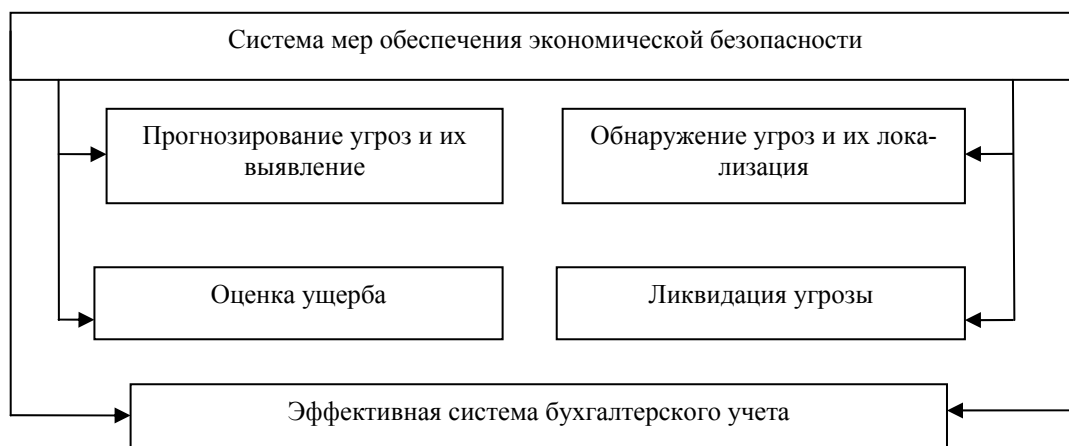 Система мер обеспечения экономической безопасности
Прогнозирование угроз и их
выявление
Обнаружение угроз и их лока-
лизация
Оценка ущерба
Ликвидация угрозы
Эффективная система бухгалтерского учета